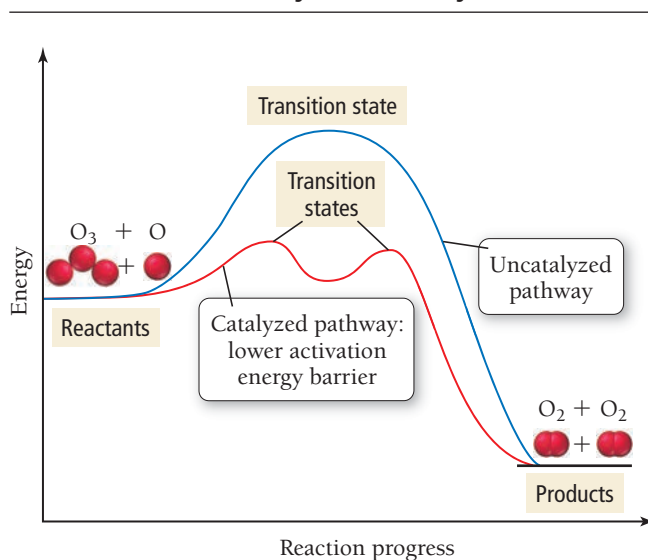 Energy
Transition state
Transition
states
O₃ + O
+
Reactants
Catalyzed pathway:
lower activation
energy barrier
Uncatalyzed
pathway
O₂ + O₂
+
Products
Reaction progress